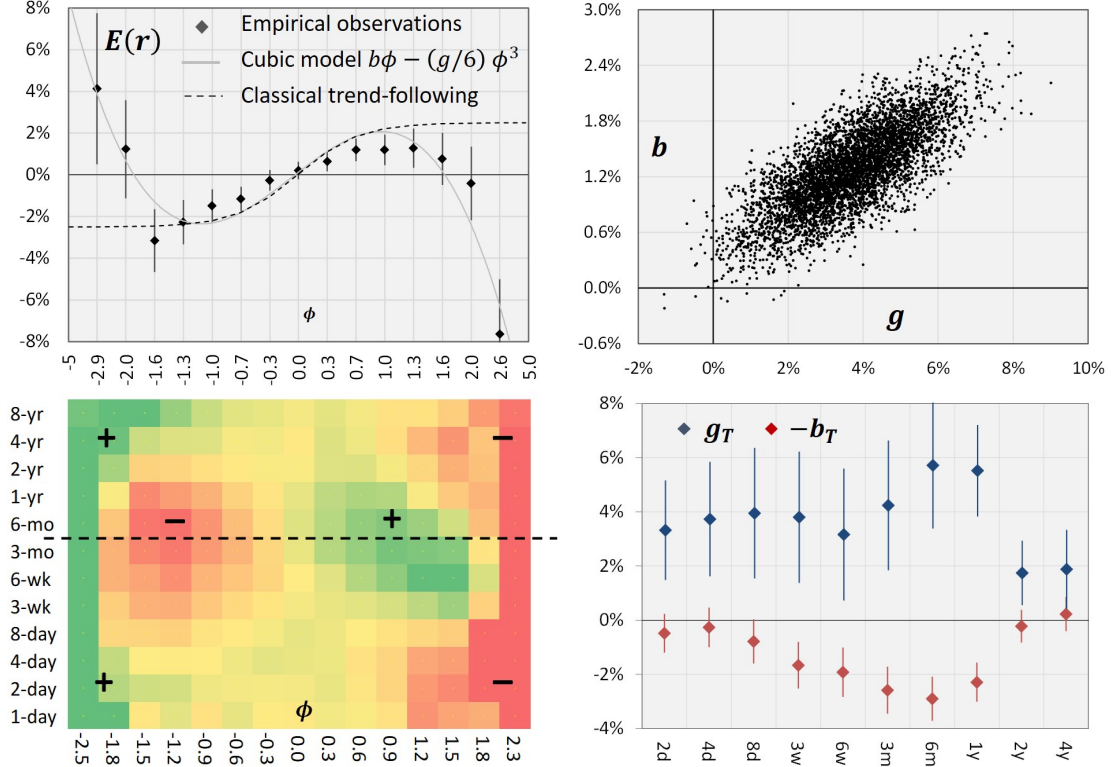 8%
6%
4%
2%
0%
-2%
-4%
-6%
-8%
E(r)
Empirical observations
Cubic model bϕ − (g/6) ϕ³
Classical trend-following
ϕ
-5 -2.9 -2.0 -1.6 -1.3 -1.0 -0.7 -0.3 0.0 0.3 0.7 1.0 1.3 1.6 2.0 2.6 5.0
3.0%
2.4%
1.8%
1.2%
0.6%
0.0%
-0.6%
b
g
-2% 0% 2% 4% 6% 8% 10%
8-yr
4-yr
2-yr
1-yr
6-mo
3-mo
6-wk
3-wk
8-day
4-day
2-day
1-day
+ −
− +
+ −
ϕ
-2.5 -1.8 -1.5 -1.2 -0.9 -0.6 -0.3 0.0 0.3 0.6 0.9 1.2 1.5 1.8 2.3
8%
6%
4%
2%
0%
-2%
-4%
g_T −b_T
2d 4d 8d 3w 6w 3m 6m 1y 2y 4y